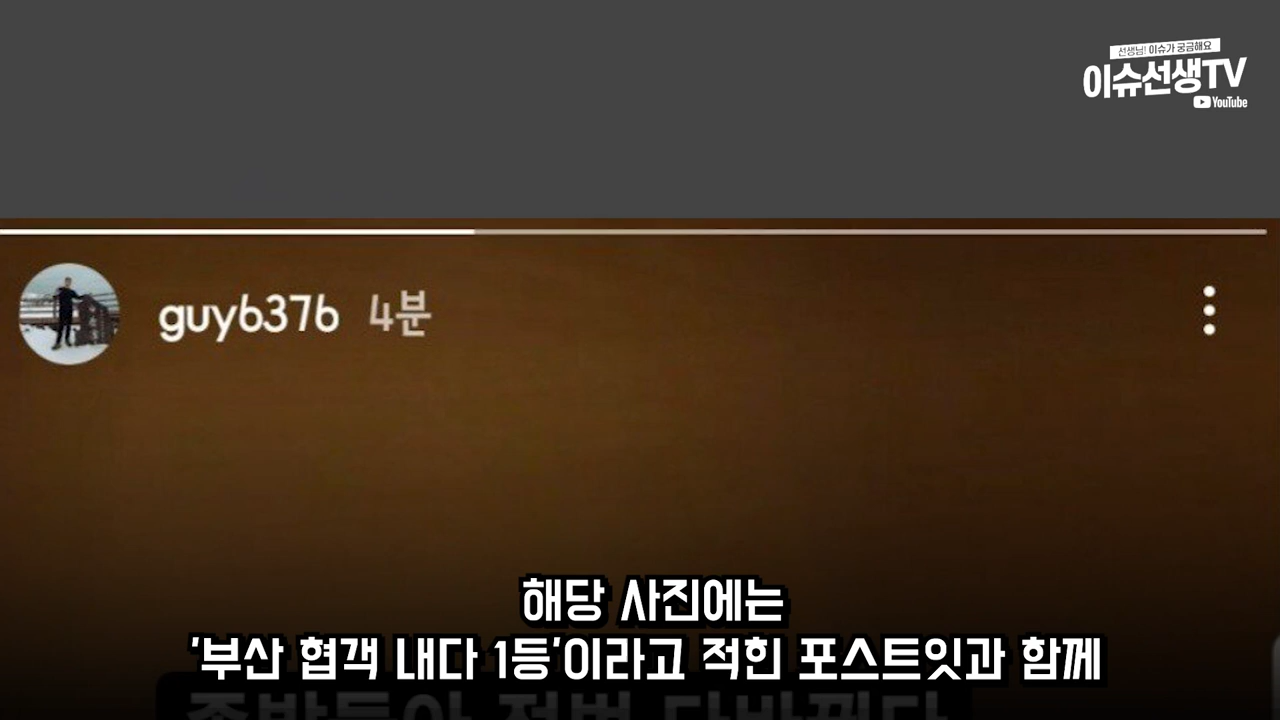 선생님! 이슈가 궁금해요
이슈선생TV
YouTube
guy6376 4분
해당 사진에는
'부산 협객 내다 1등'이라고 적힌 포스트잇과 함께